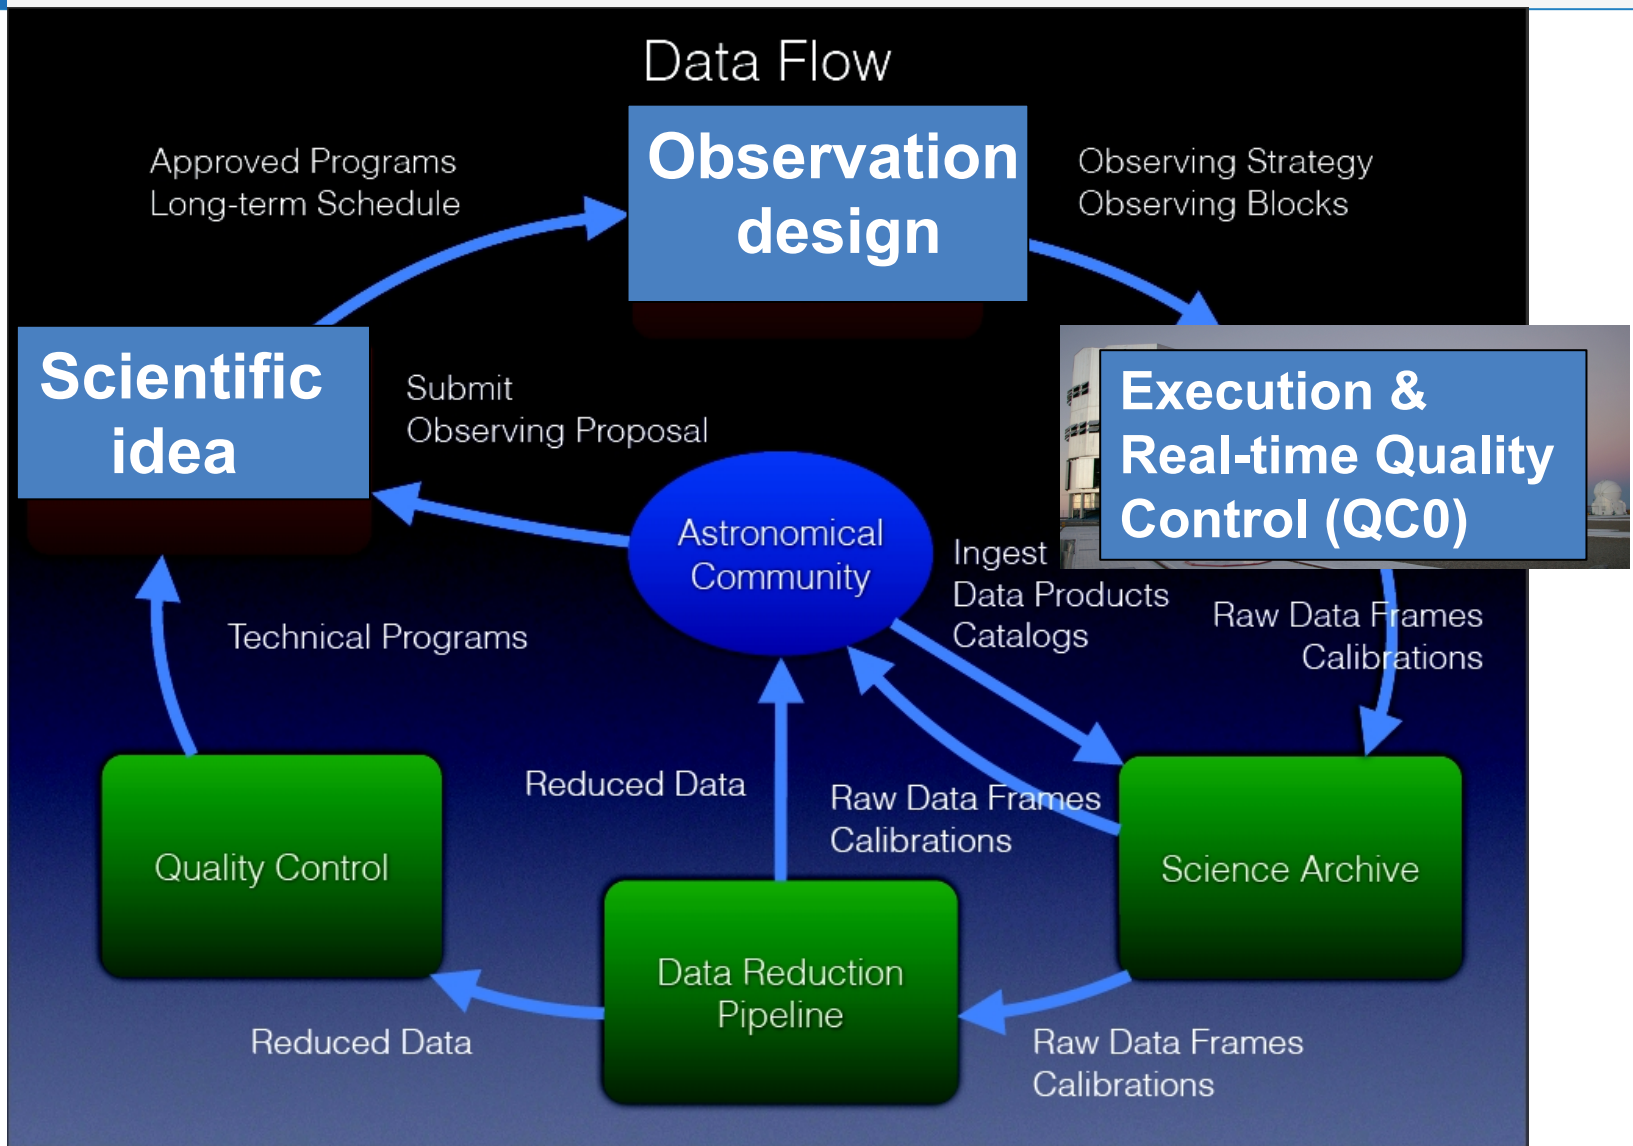 Data Flow
Approved Programs
Long-term Schedule
Observation
design
Observing Strategy
Observing Blocks
Scientific
idea
Submit
Observing Proposal
Execution &
Real-time Quality
Control (QC0)
Astronomical
Community
Ingest
Data Products
Catalogs
Raw Data Frames
Calibrations
Technical Programs
Reduced Data
Raw Data Frames
Calibrations
Quality Control
Science Archive
Data Reduction
Pipeline
Reduced Data
Raw Data Frames
Calibrations